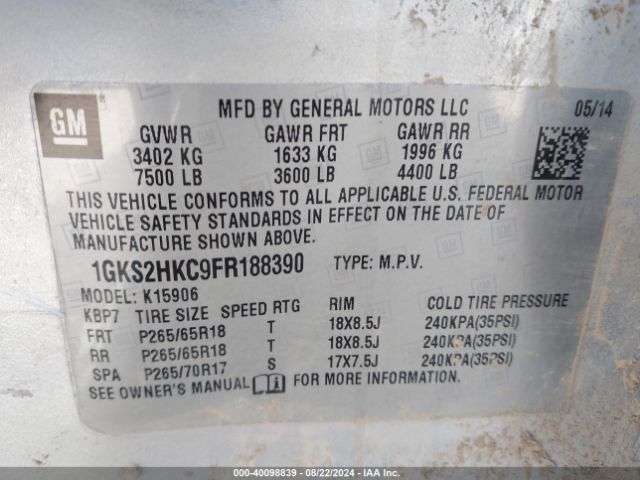 GM
MFD BY GENERAL MOTORS LLC 05/14
GVWR GAWR FRT GAWR RR
3402 KG 1633 KG 1996 KG
7500 LB 3600 LB 4400 LB
THIS VEHICLE CONFORMS TO ALL APPLICABLE U.S. FEDERAL MOTOR
VEHICLE SAFETY STANDARDS IN EFFECT ON THE DATE OF
MANUFACTURE SHOWN ABOVE.
1GKS2HKC9FR188390 TYPE: M.P.V.
MODEL: K15906
KBP7 TIRE SIZE SPEED RTG RIM COLD TIRE PRESSURE
FRT P265/65R18 T 18X8.5J 240KPA(35PSI)
RR P265/65R18 T 18X8.5J 240KPA(35PSI)
SPA P265/70R17 S 17X7.5J 240KPA(35PSI)
SEE OWNER'S MANUAL FOR MORE INFORMATION.
000-40098839 - 08/22/2024 - IAA Inc.